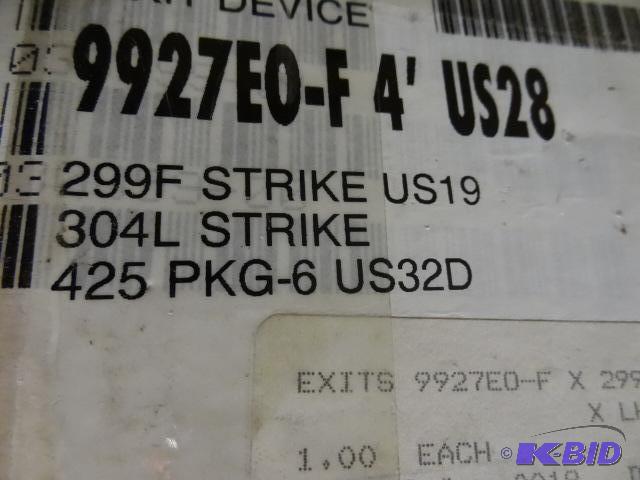 EXIT DEVICE
9927EO-F 4' US28
299F STRIKE US19
304L STRIKE
425 PKG-6 US32D
EXITS 9927EO-F X 299
X LH
1.00 EACH
© K-BID